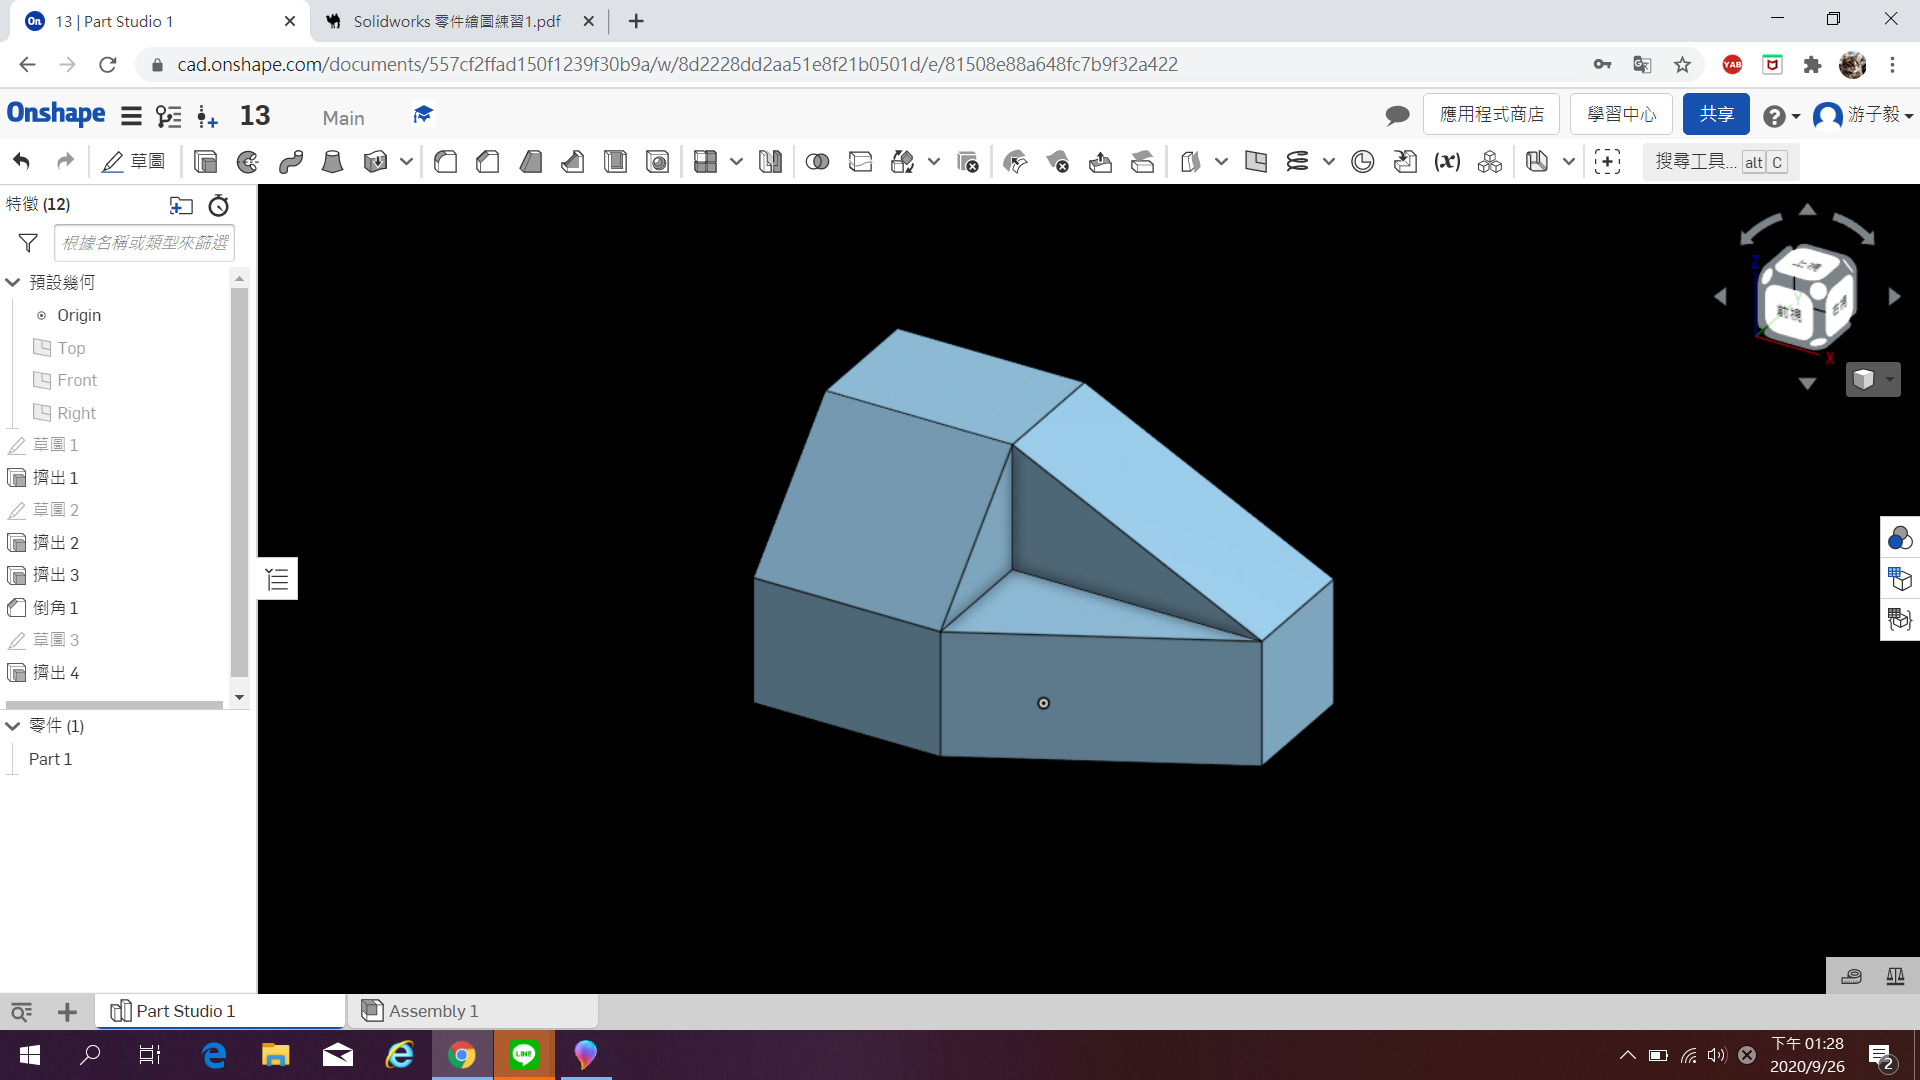 13 | Part Studio 1
Solidworks 零件繪圖練習1.pdf
cad.onshape.com/documents/557cf2ffad150f1239f30b9a/w/8d2228dd2aa51e8f21b0501d/e/81508e88a648fc7b9f32a422
Onshape
13
Main
應用程式商店
學習中心
共享
游子毅
草圖
搜尋工具... alt C
特徵 (12)
根據名稱或類型來篩選
預設幾何
Origin
Top
Front
Right
草圖 1
擠出 1
草圖 2
擠出 2
擠出 3
倒角 1
草圖 3
擠出 4
零件 (1)
Part 1
Z
上視
前視
右視
Y
X
Part Studio 1
Assembly 1
LINE
下午 01:28
2020/9/26
2